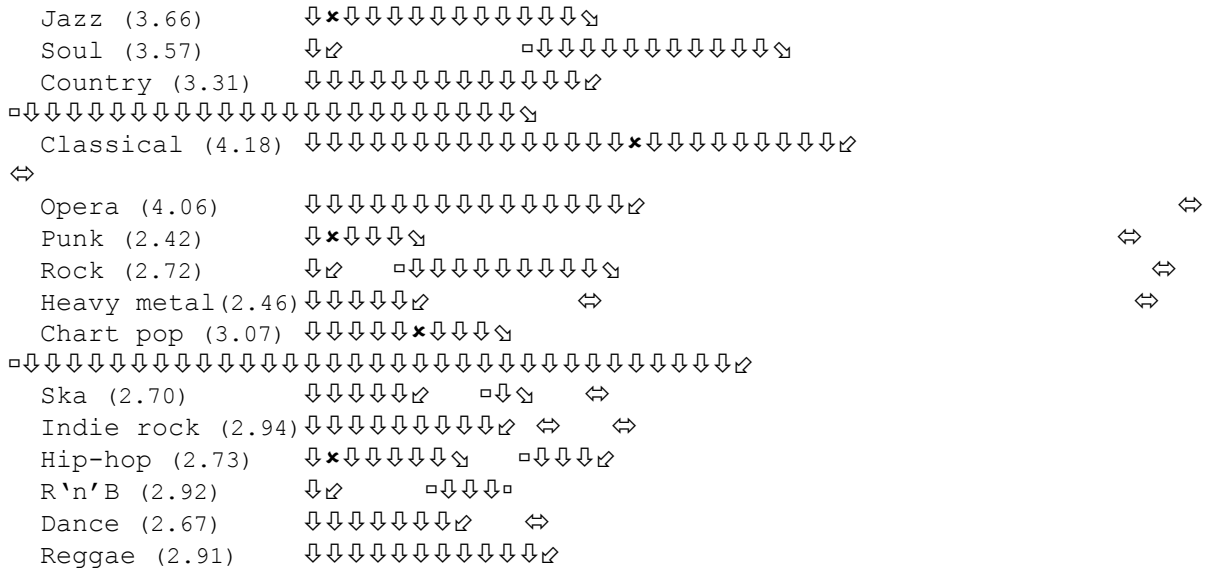 Jazz (3.66) ⇩×⇩⇩⇩⇩⇩⇩⇩⇩⇩⇩⇩⬂
Soul (3.57) ⇩⬃ ▫⇩⇩⇩⇩⇩⇩⇩⇩⇩⇩⇩⬂
Country (3.31) ⇩⇩⇩⇩⇩⇩⇩⇩⇩⇩⇩⇩⇩⬃
▫⇩⇩⇩⇩⇩⇩⇩⇩⇩⇩⇩⇩⇩⇩⇩⇩⇩⇩⇩⇩⇩⇩⇩⬂
Classical (4.18) ⇩⇩⇩⇩⇩⇩⇩⇩⇩⇩⇩⇩⇩⇩⇩×⇩⇩⇩⇩⇩⇩⇩⇩⇩⬃
⇔
Opera (4.06) ⇩⇩⇩⇩⇩⇩⇩⇩⇩⇩⇩⇩⇩⇩⇩⬃ ⇔
Punk (2.42) ⇩×⇩⇩⇩⬂ ⇔
Rock (2.72) ⇩⬃ ▫⇩⇩⇩⇩⇩⇩⇩⇩⇩⬂ ⇔
Heavy metal(2.46)⇩⇩⇩⇩⇩⬃ ⇔ ⇔
Chart pop (3.07) ⇩⇩⇩⇩⇩×⇩⇩⇩⬂
▫⇩⇩⇩⇩⇩⇩⇩⇩⇩⇩⇩⇩⇩⇩⇩⇩⇩⇩⇩⇩⇩⇩⇩⇩⇩⇩⇩⇩⇩⇩⇩⇩⇩⬃
Ska (2.70) ⇩⇩⇩⇩⇩⬃ ▫⇩⬂ ⇔
Indie rock (2.94)⇩⇩⇩⇩⇩⇩⇩⇩⇩⬃ ⇔ ⇔
Hip-hop (2.73) ⇩×⇩⇩⇩⇩⇩⬂ ▫⇩⇩⇩⬃
R‘n’B (2.92) ⇩⬃ ▫⇩⇩⇩▫
Dance (2.67) ⇩⇩⇩⇩⇩⇩⇩⬃ ⇔
Reggae (2.91) ⇩⇩⇩⇩⇩⇩⇩⇩⇩⇩⇩⬃